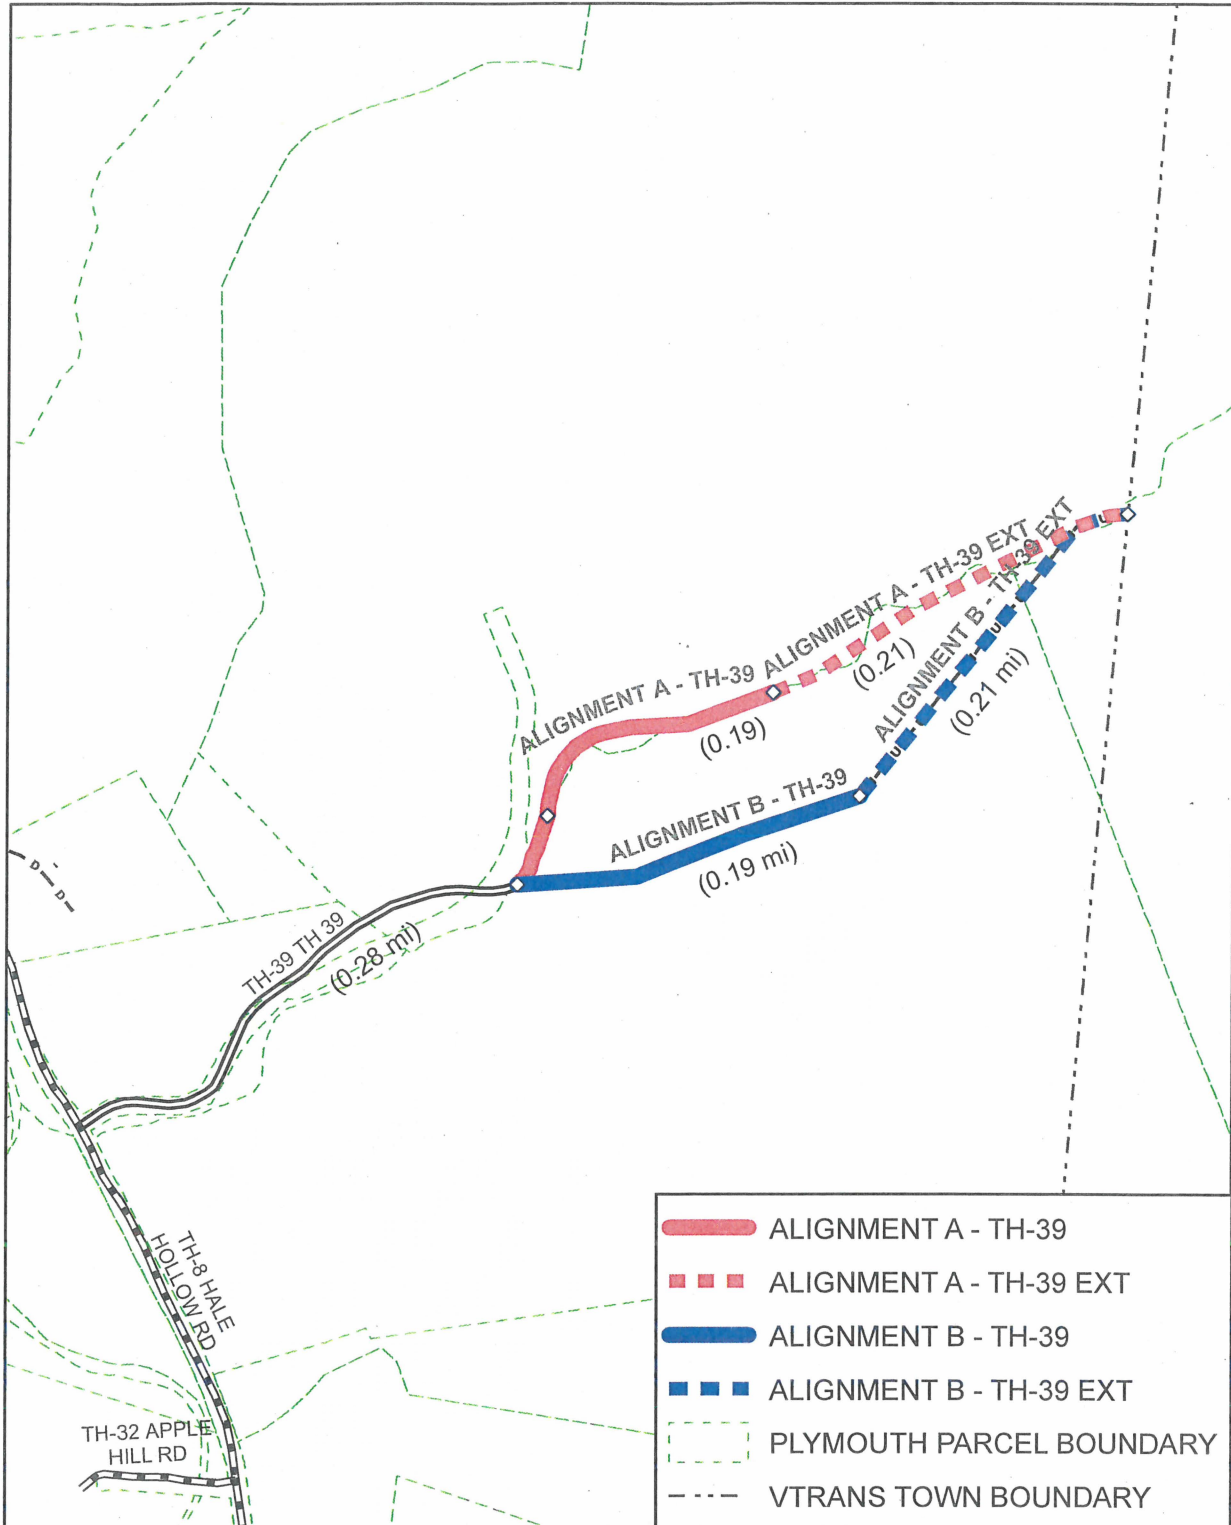 ALIGNMENT A - TH-39 EXT
(0.21)
ALIGNMENT A - TH-39
(0.19)
ALIGNMENT B - TH-39 EXT
(0.21 mi)
ALIGNMENT B - TH-39
(0.19 mi)
U
U
U
D
D
TH-39 TH 39
(0.28 mi)
TH-8 HALE
HOLLOW RD
TH-32 APPLE
HILL RD
ALIGNMENT A - TH-39
ALIGNMENT A - TH-39 EXT
ALIGNMENT B - TH-39
ALIGNMENT B - TH-39 EXT
PLYMOUTH PARCEL BOUNDARY
VTRANS TOWN BOUNDARY